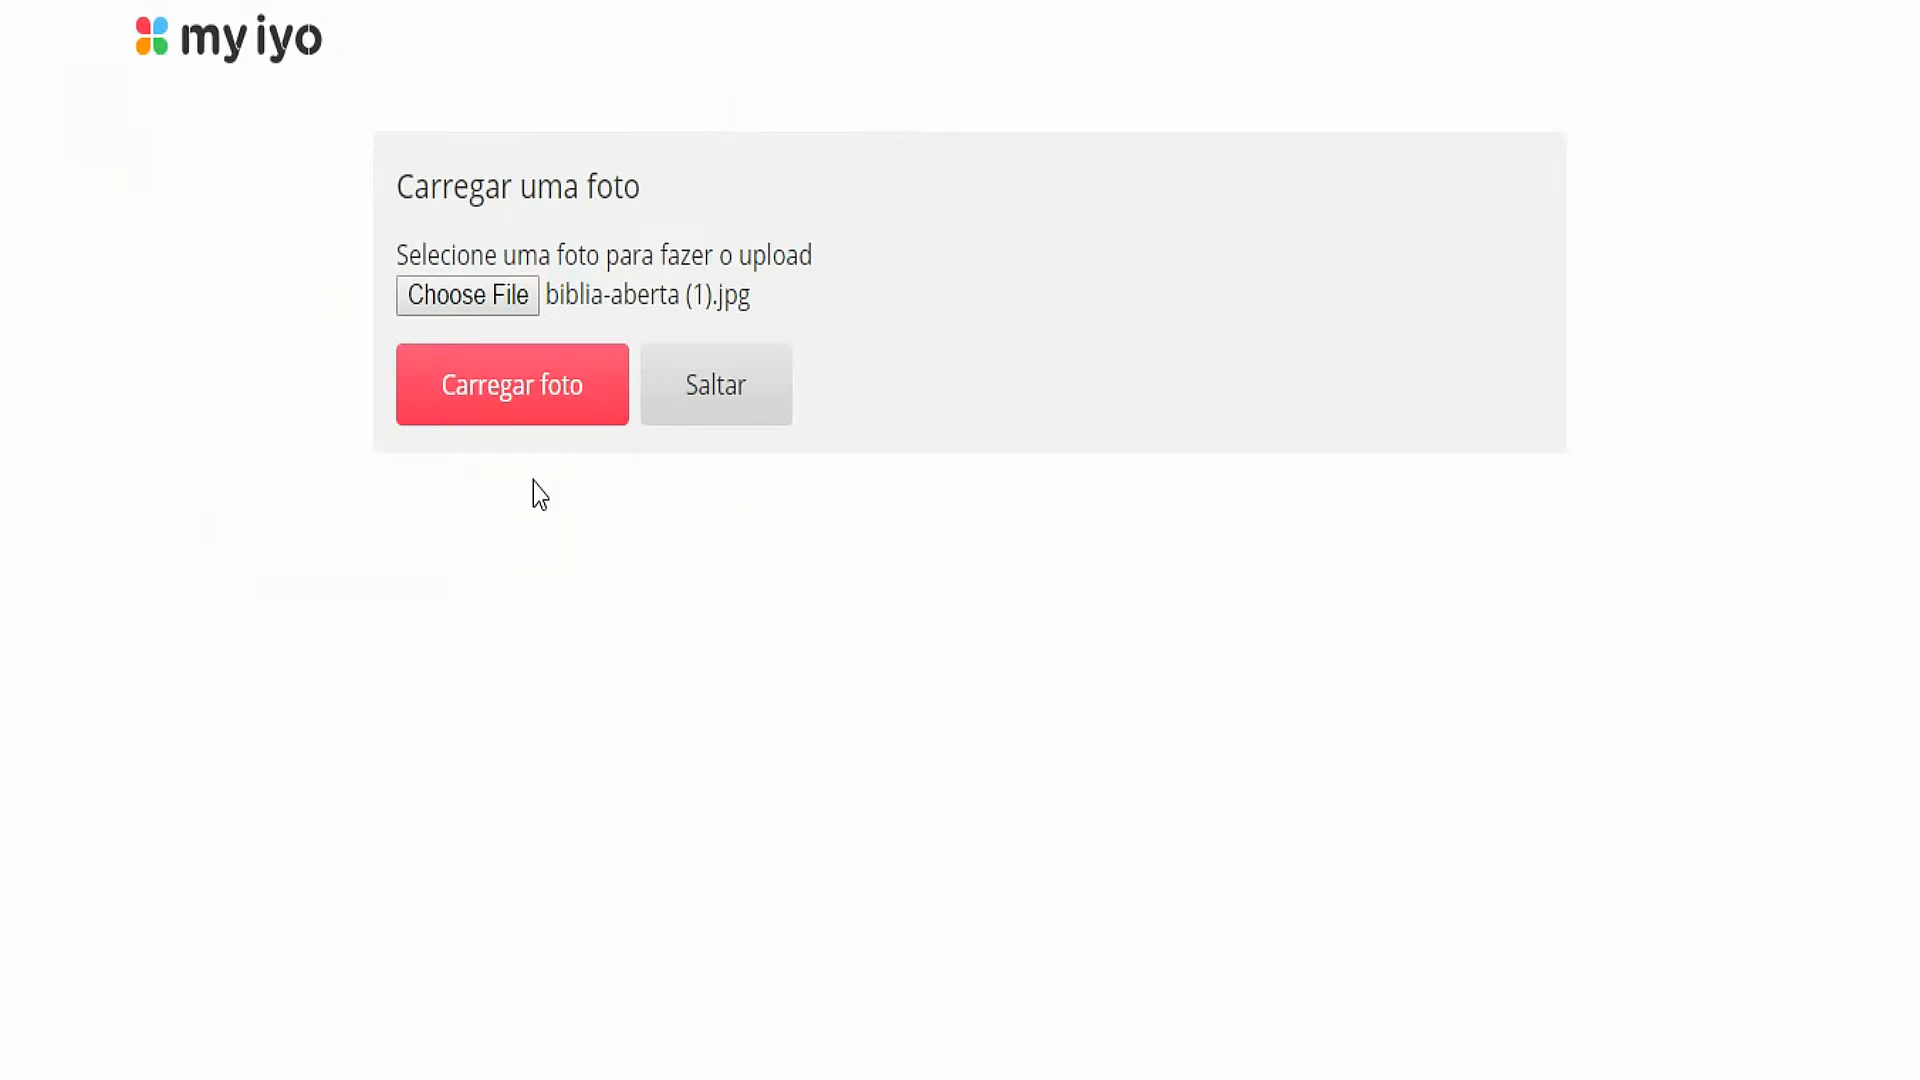 my iyo
Carregar uma foto
Selecione uma foto para fazer o upload
Choose File biblia-aberta (1).jpg
Carregar foto Saltar